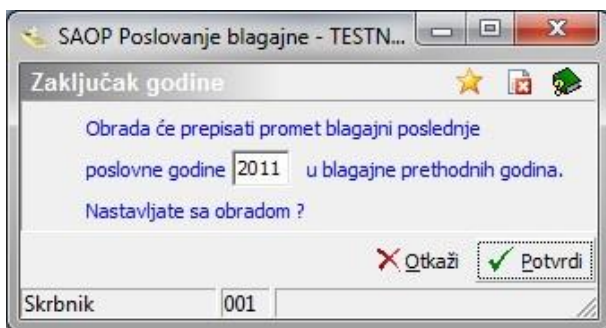 SAOP Poslovanje blagajne - TESTN...
Zaključak godine
Obrada će prepisati promet blagajni poslednje
poslovne godine 2011 u blagajne prethodnih godina.
Nastavljate sa obradom ?
Otkaži Potvrdi
Skrbnik 001